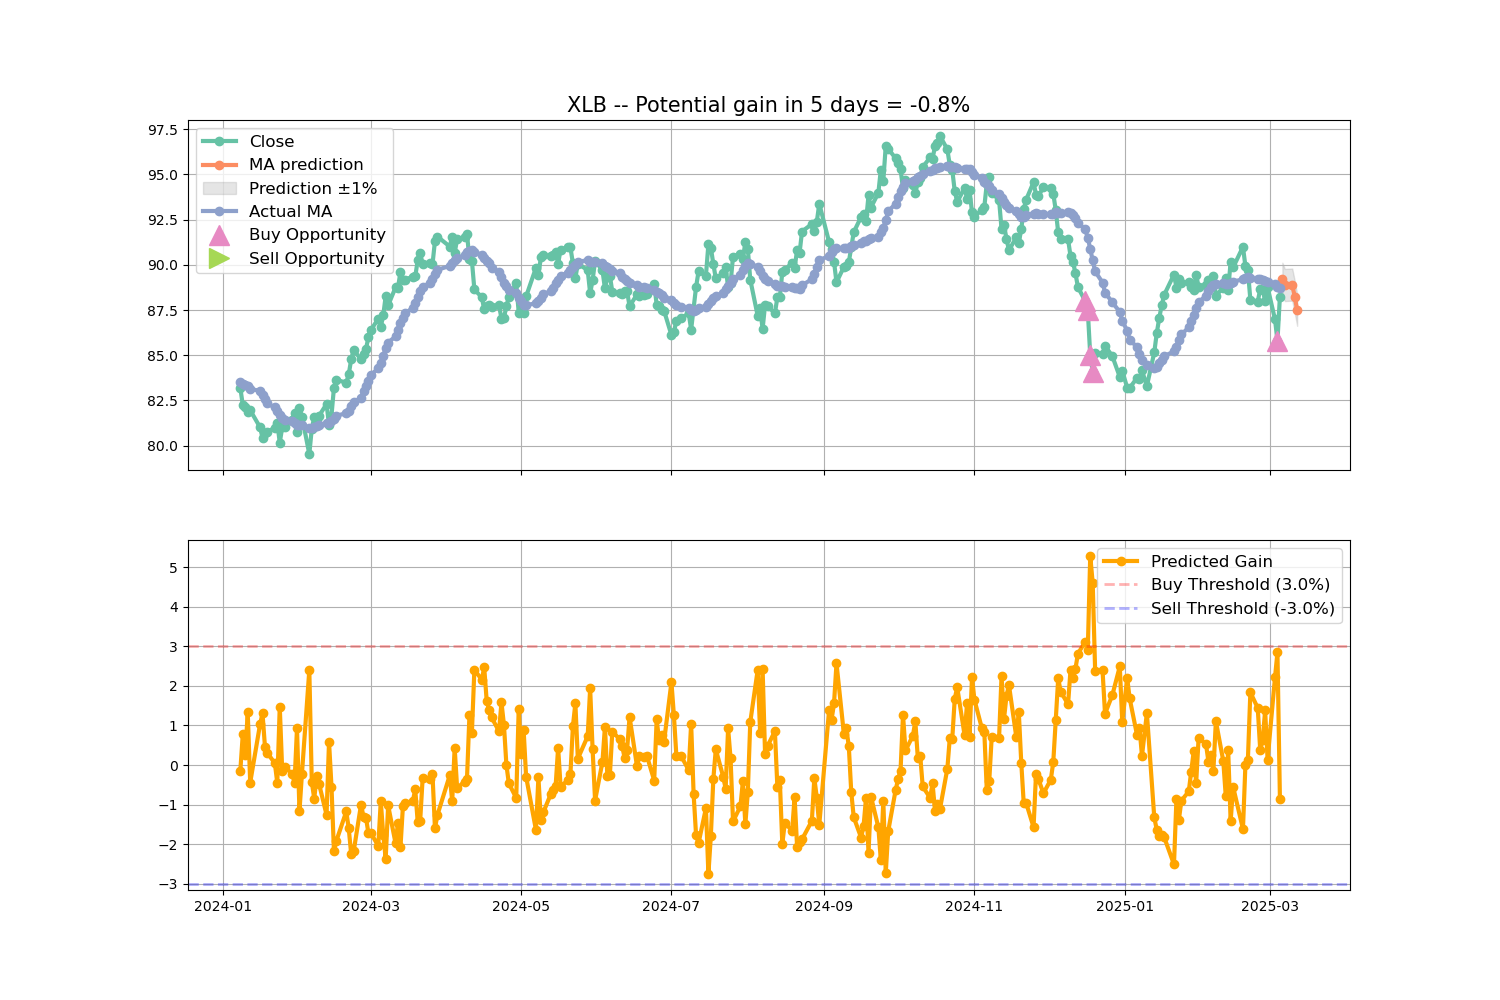 XLB -- Potential gain in 5 days = -0.8%
97.5
95.0
92.5
90.0
87.5
85.0
82.5
80.0
Close
MA prediction
Prediction ±1%
Actual MA
Buy Opportunity
Sell Opportunity
5
4
3
2
1
0
−1
−2
−3
Predicted Gain
Buy Threshold (3.0%)
Sell Threshold (-3.0%)
2024-01
2024-03
2024-05
2024-07
2024-09
2024-11
2025-01
2025-03